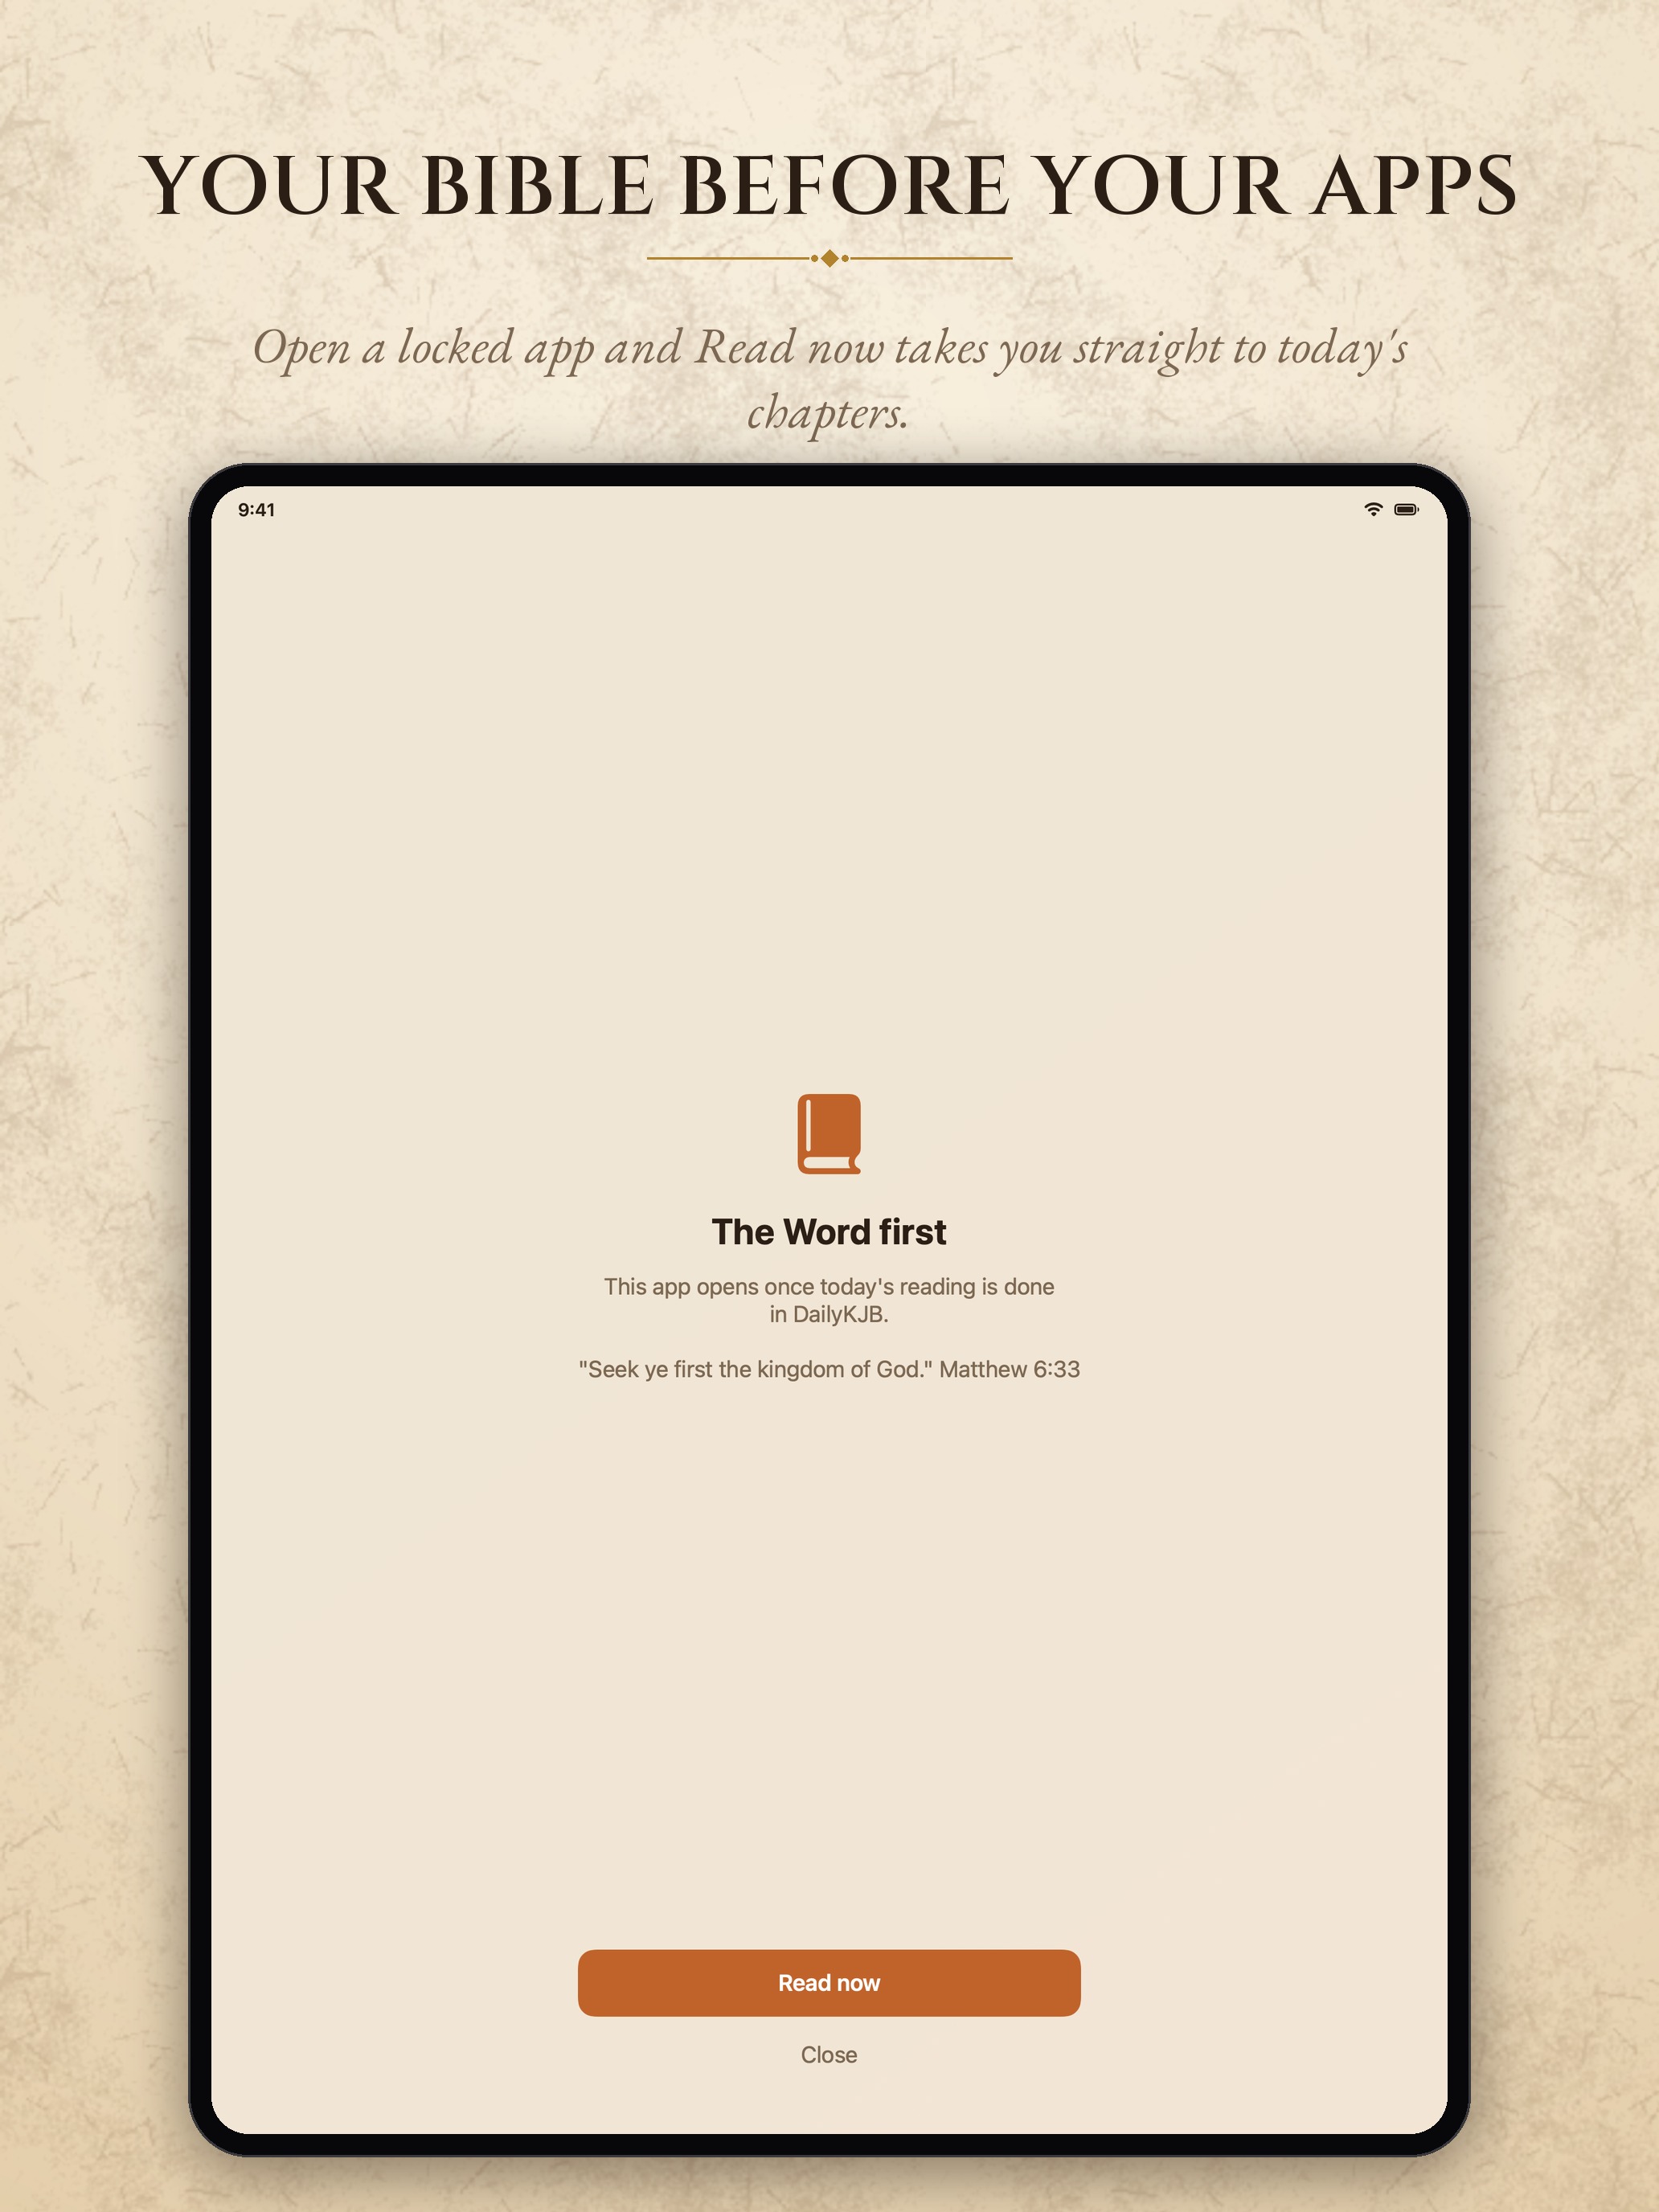 YOUR BIBLE BEFORE YOUR APPS
Open a locked app and Read now takes you straight to today's
chapters.
9:41
The Word first
This app opens once today's reading is done
in DailyKJB.
"Seek ye first the kingdom of God." Matthew 6:33
Read now
Close